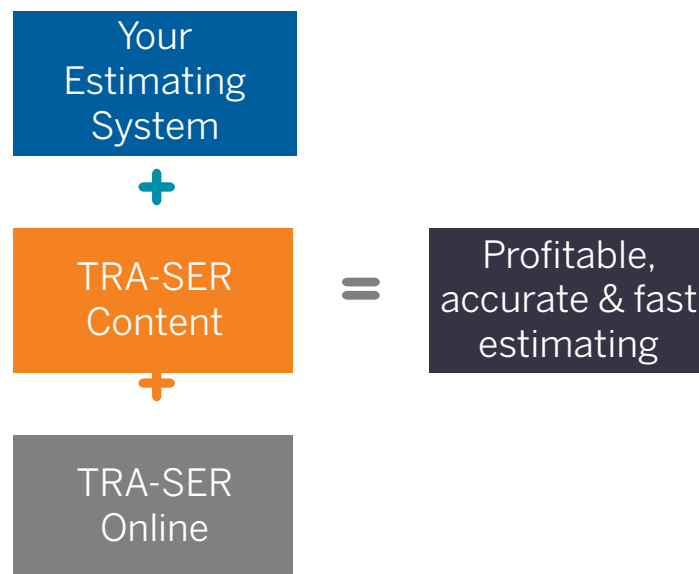 Your
Estimating
System
+
TRA-SER
Content
+
TRA-SER
Online
=
Profitable,
accurate & fast
estimating